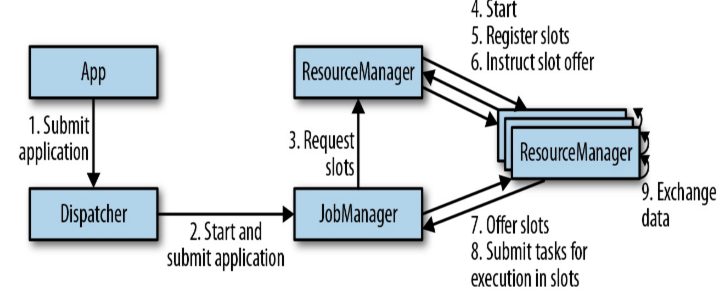 4. Start
5. Register slots
6. Instruct slot offer
App
ResourceManager
1. Submit
application
3. Request
slots
ResourceManager
9. Exchange
data
Dispatcher
2. Start and
submit application
JobManager
7. Offer slots
8. Submit tasks for
execution in slots